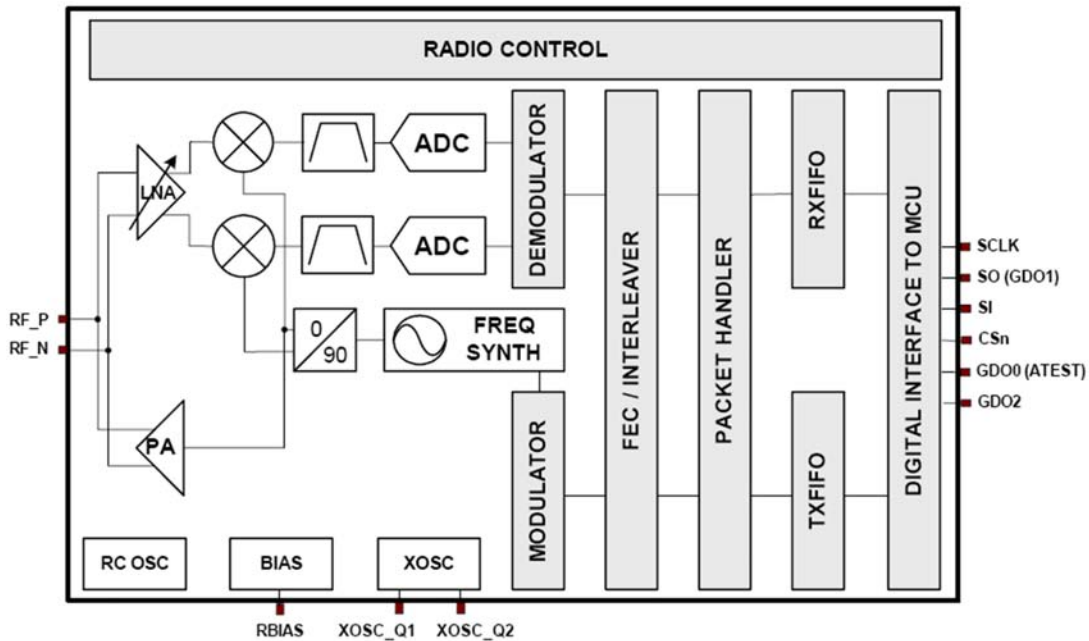 RADIO CONTROL
LNA
ADC
ADC
DEMODULATOR
FEC / INTERLEAVER
PACKET HANDLER
RXFIFO
DIGITAL INTERFACE TO MCU
SCLK
SO (GDO1)
SI
CSn
GDO0 (ATEST)
GDO2
RF_P
RF_N
0
90
FREQ
SYNTH
PA
MODULATOR
TXFIFO
RC OSC
BIAS
XOSC
RBIAS
XOSC_Q1
XOSC_Q2